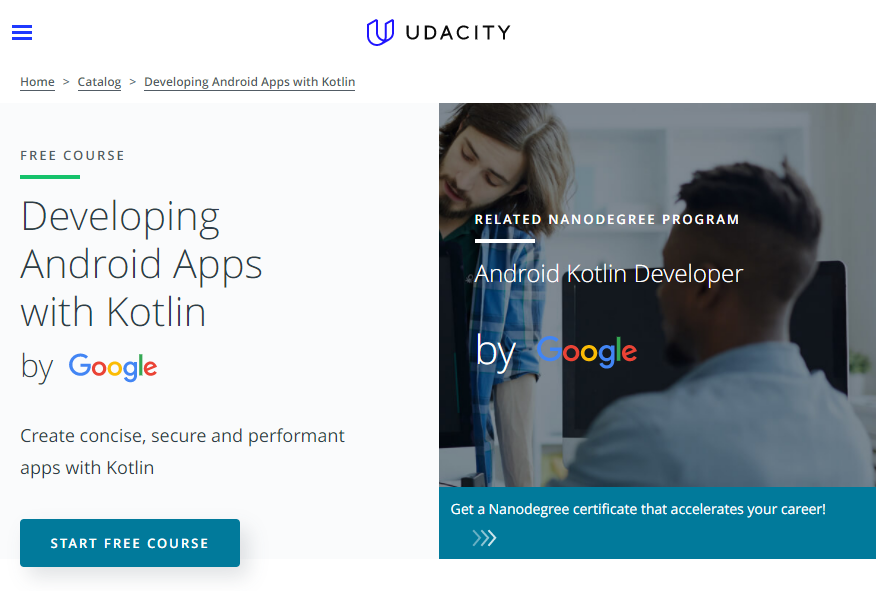 UDACITY
Home > Catalog > Developing Android Apps with Kotlin
FREE COURSE
Developing
Android Apps
with Kotlin
by Google
Create concise, secure and performant
apps with Kotlin
START FREE COURSE
RELATED NANODEGREE PROGRAM
Android Kotlin Developer
by Google
Get a Nanodegree certificate that accelerates your career!